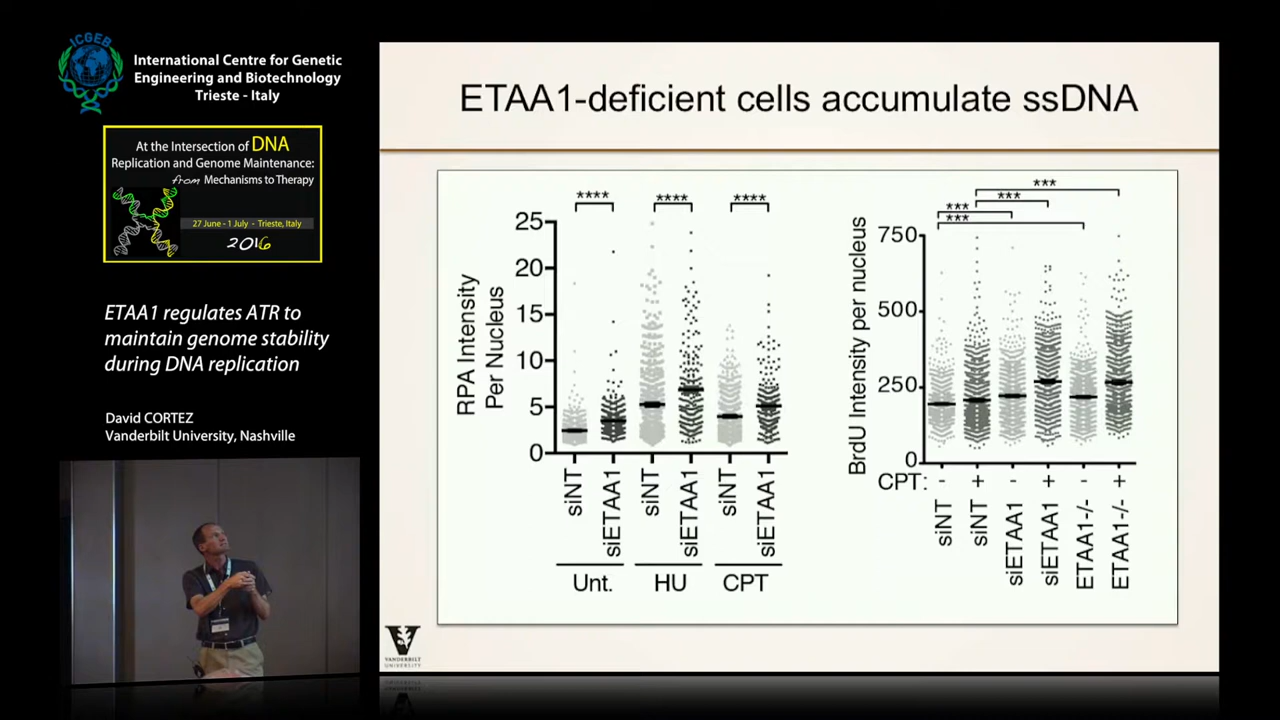 ICGEB
International Centre for Genetic
Engineering and Biotechnology
Trieste - Italy
At the Intersection of DNA
Replication and Genome Maintenance:
from Mechanisms to Therapy
27 June - 1 July - Trieste, Italy
2016
ETAA1 regulates ATR to
maintain genome stability
during DNA replication
David CORTEZ
Vanderbilt University, Nashville
ETAA1-deficient cells accumulate ssDNA
RPA Intensity
Per Nucleus
25
20
15
10
5
0
**** **** ****
siNT siETAA1 siNT siETAA1 siNT siETAA1
Unt. HU CPT
BrdU Intensity per nucleus
750
500
250
0
***
***
***
***
CPT: - + - + - +
siNT siNT siETAA1 siETAA1 ETAA1-/- ETAA1-/-
VANDERBILT
UNIVERSITY